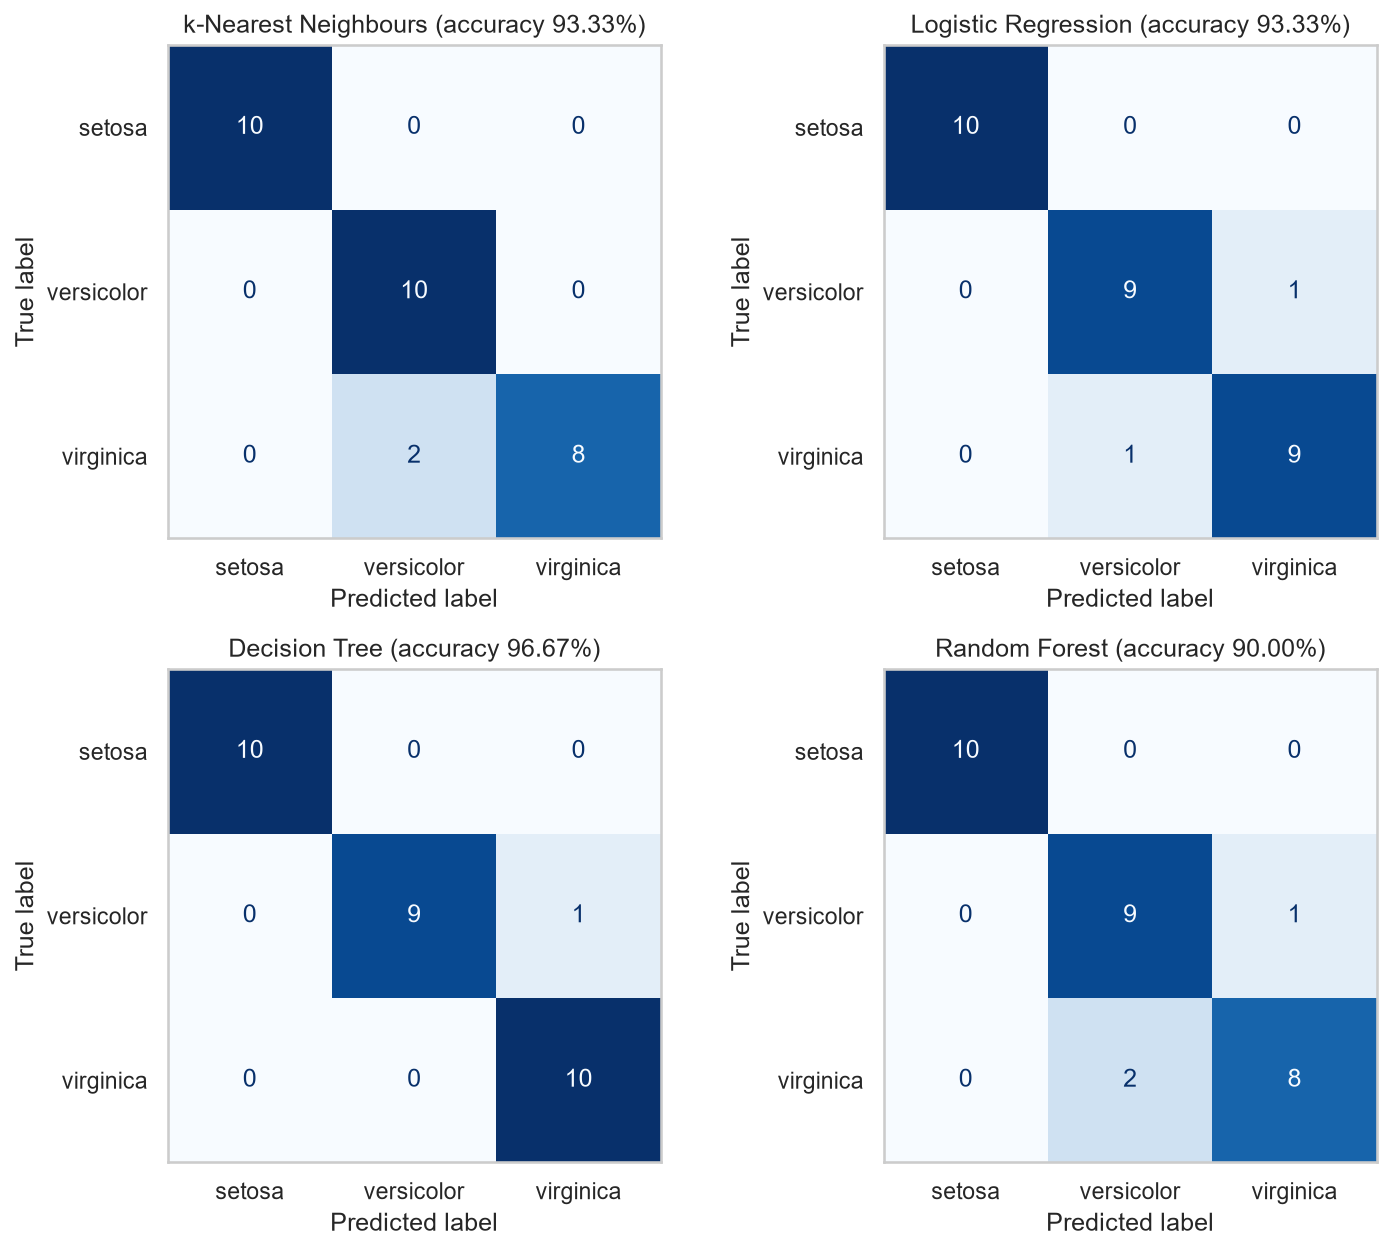 k-Nearest Neighbours (accuracy 93.33%)
setosa 10 0 0
versicolor 0 10 0
virginica 0 2 8
True label
setosa versicolor virginica
Predicted label
Logistic Regression (accuracy 93.33%)
setosa 10 0 0
versicolor 0 9 1
virginica 0 1 9
True label
setosa versicolor virginica
Predicted label
Decision Tree (accuracy 96.67%)
setosa 10 0 0
versicolor 0 9 1
virginica 0 0 10
True label
setosa versicolor virginica
Predicted label
Random Forest (accuracy 90.00%)
setosa 10 0 0
versicolor 0 9 1
virginica 0 2 8
True label
setosa versicolor virginica
Predicted label